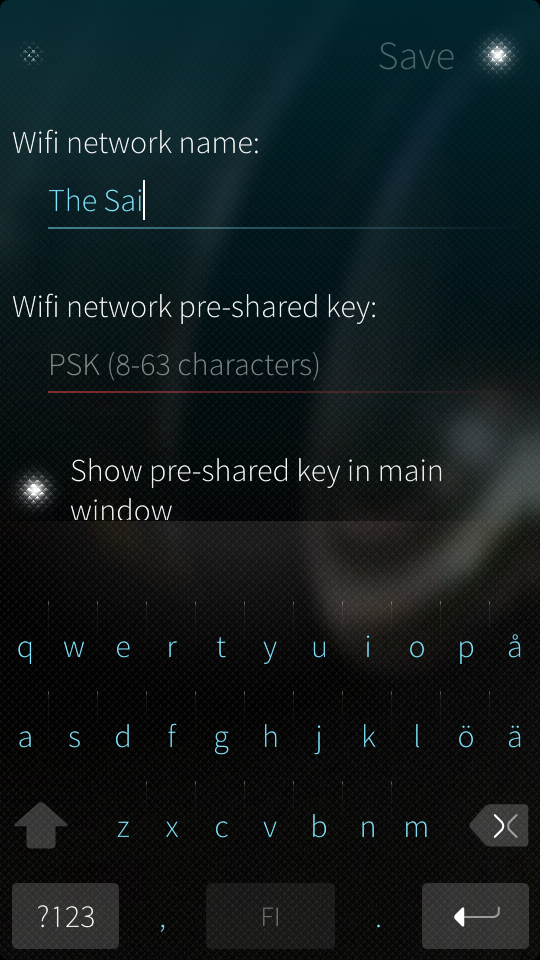 Save
Wifi network name:
The Sai
Wifi network pre-shared key:
PSK (8-63 characters)
Show pre-shared key in main
window
q w e r t y u i o p å
a s d f g h j k l ö ä
z x c v b n m
?123 , FI .